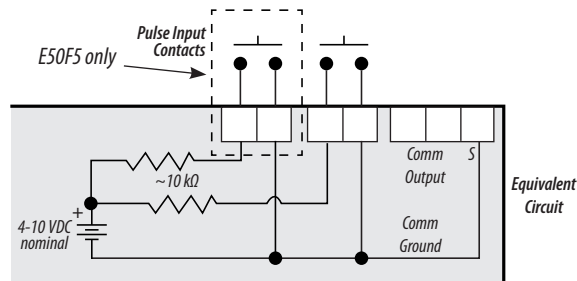 Pulse Input
Contacts
E50F5 only
Comm
Output
S
~10 kΩ
Equivalent
Circuit
+
4-10 VDC
nominal
Comm
Ground